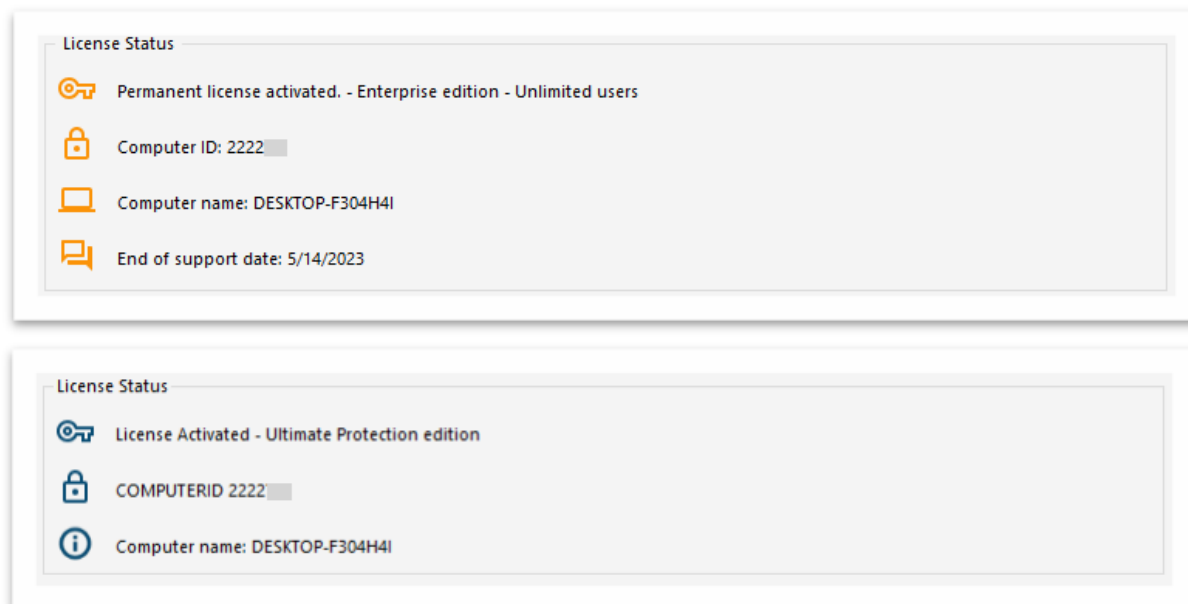 License Status
Permanent license activated. - Enterprise edition - Unlimited users
Computer ID: 2222
Computer name: DESKTOP-F304H4I
End of support date: 5/14/2023
License Status
License Activated - Ultimate Protection edition
COMPUTERID 2222
Computer name: DESKTOP-F304H4I